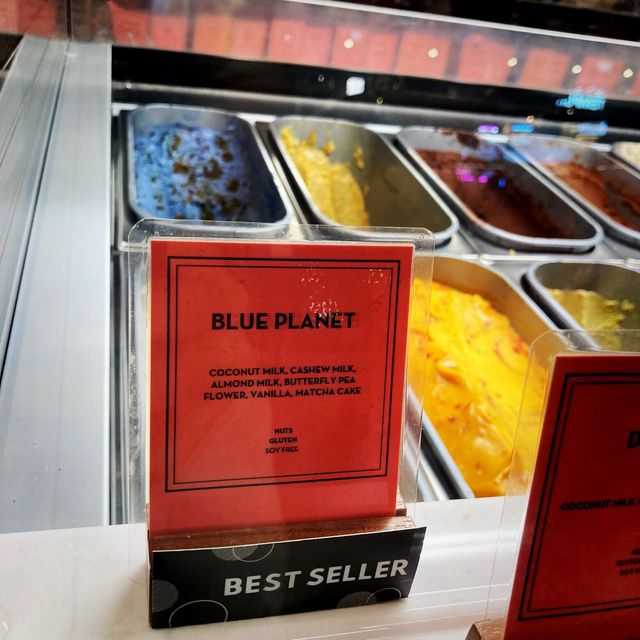 BLUE PLANET
COCONUT MILK, CASHEW MILK,
ALMOND MILK, BUTTERFLY PEA
FLOWER, VANILLA, MATCHA CAKE
NUTS
GLUTEN
SOY FREE
BEST SELLER
D
COCONUT MILK,
SOY